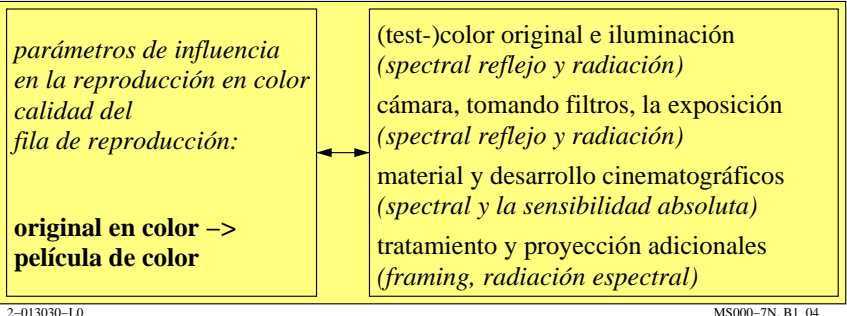 parámetros de influencia
en la reproducción en color
calidad del
fila de reproducción:
original en color −>
película de color
(test-)color original e iluminación
(spectral reflejo y radiación)
cámara, tomando filtros, la exposición
(spectral reflejo y radiación)
material y desarrollo cinematográficos
(spectral y la sensibilidad absoluta)
tratamiento y proyección adicionales
(framing, radiación espectral)
2−013030−L0
MS000−7N, B1_04